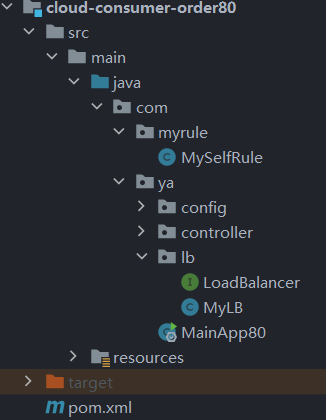 cloud-consumer-order80
src
main
java
com
myrule
MySelfRule
ya
config
controller
lb
LoadBalancer
MyLB
MainApp80
resources
target
pom.xml